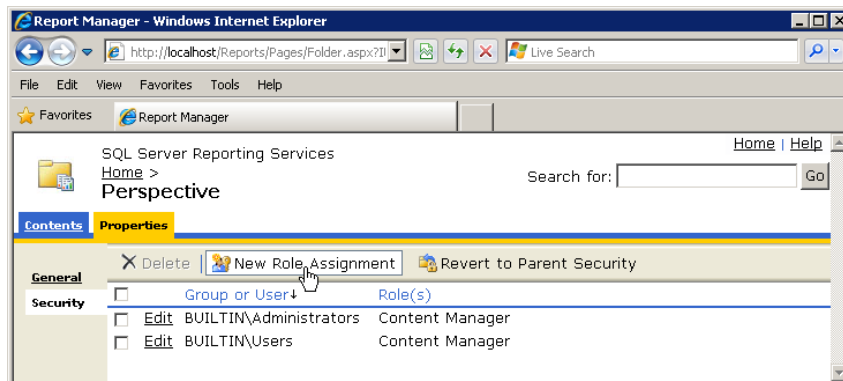 Report Manager - Windows Internet Explorer
http://localhost/Reports/Pages/Folder.aspx?I
Live Search
File Edit View Favorites Tools Help
Favorites Report Manager
Home | Help
SQL Server Reporting Services
Home >
Search for: Go
Perspective
Contents Properties
Delete | New Role Assignment Revert to Parent Security
General
Security
Group or User↓ Role(s)
Edit BUILTIN\Administrators Content Manager
Edit BUILTIN\Users Content Manager